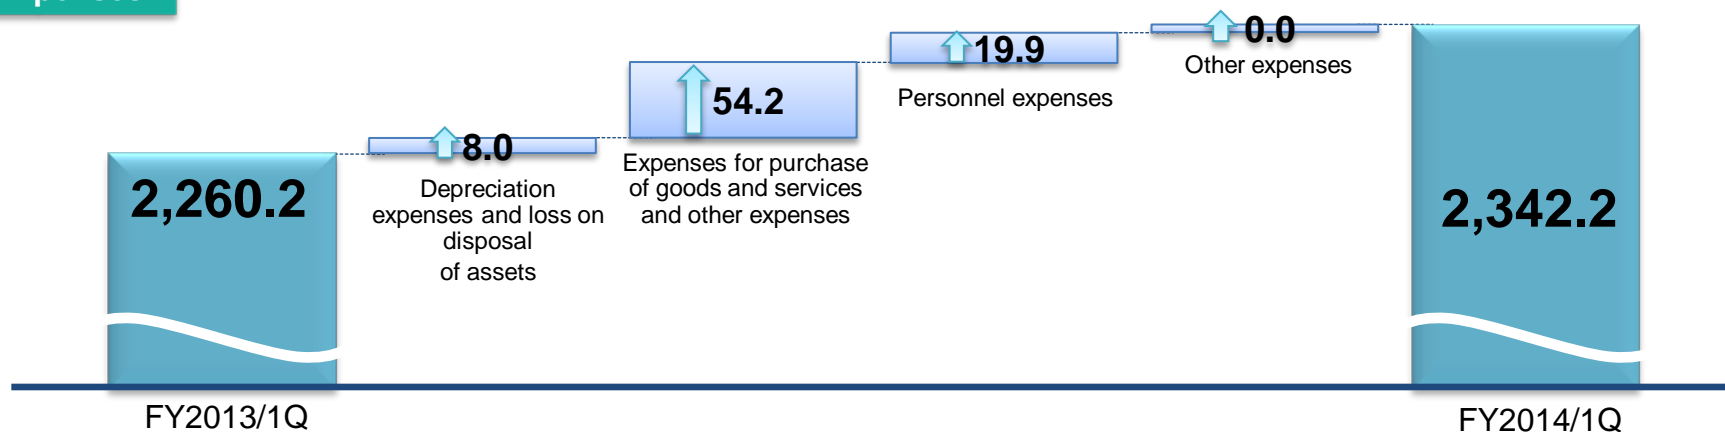 2,260.2
8.0
Depreciation
expenses and loss on
disposal
of assets
54.2
Expenses for purchase
of goods and services
and other expenses
19.9
Personnel expenses
0.0
Other expenses
2,342.2
FY2013/1Q
FY2014/1Q